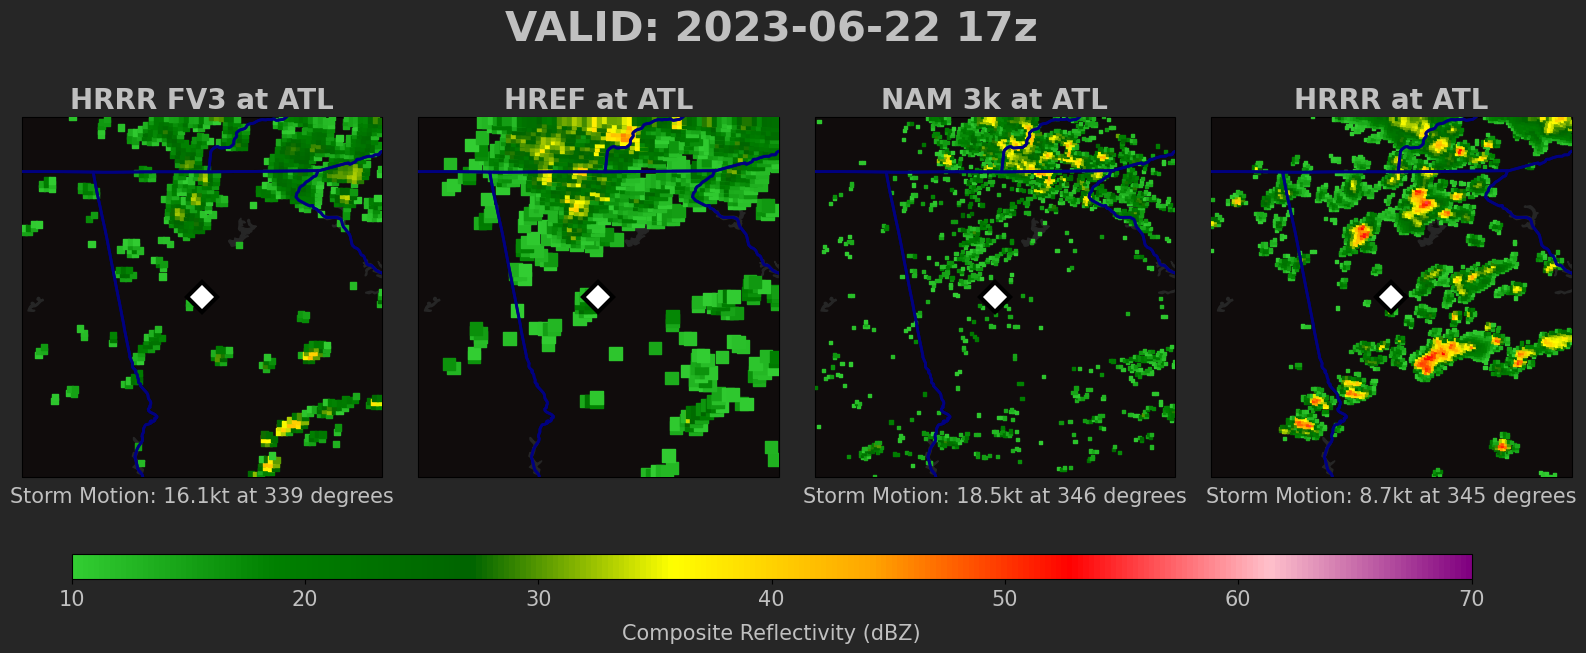 VALID: 2023-06-22 17z
HRRR FV3 at ATL
HREF at ATL
NAM 3k at ATL
HRRR at ATL
Storm Motion: 16.1kt at 339 degrees
Storm Motion: 18.5kt at 346 degrees
Storm Motion: 8.7kt at 345 degrees
10 20 30 40 50 60 70
Composite Reflectivity (dBZ)